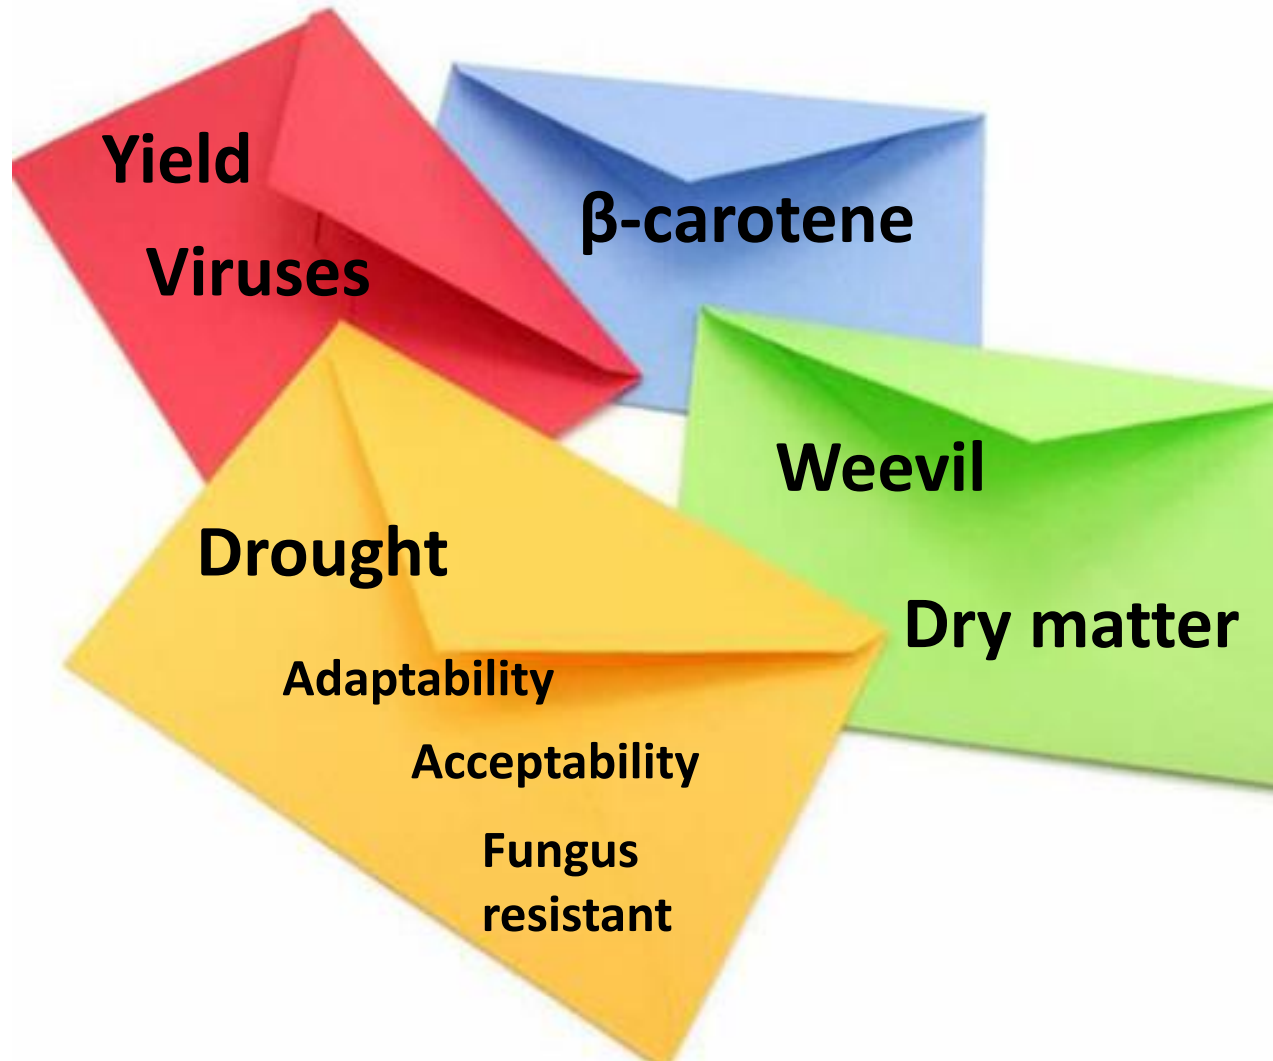 Yield
Viruses
β-carotene
Weevil
Dry matter
Drought
Adaptability
Acceptability
Fungus
resistant